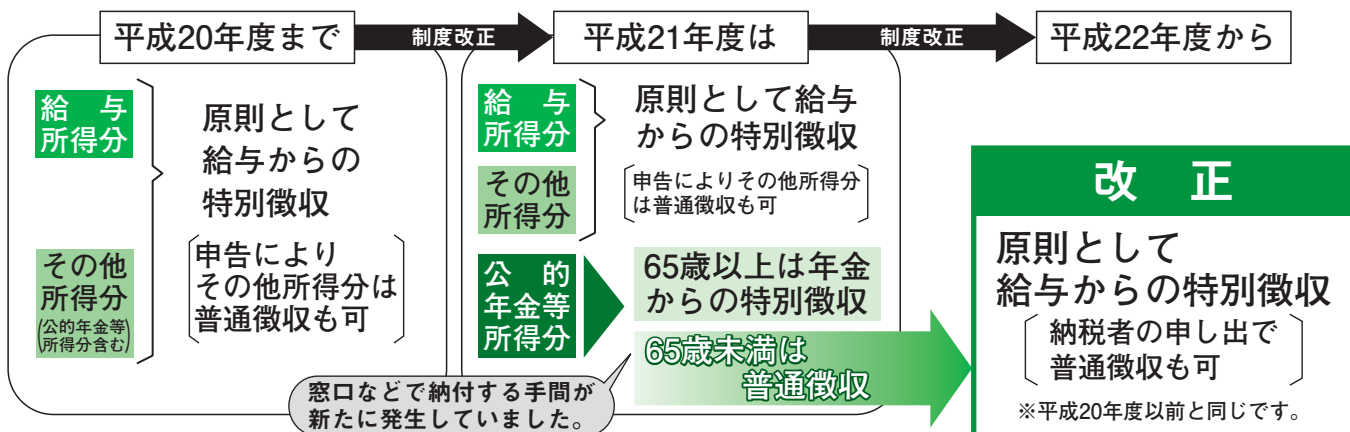 平成20年度まで
制度改正
平成21年度は
制度改正
平成22年度から
給与
所得分
原則として
給与からの
特別徴収
その他
所得分
(公的年金等
所得分含む)
申告により
その他所得分は
普通徴収も可
給与
所得分
その他
所得分
原則として給与
からの特別徴収
申告によりその他所得分
は普通徴収も可
公的
年金等
所得分
65歳以上は年金
からの特別徴収
65歳未満は
普通徴収
窓口などで納付する手間が
新たに発生していました。
改正
原則として
給与からの特別徴収
納税者の申し出で
普通徴収も可
※平成20年度以前と同じです。